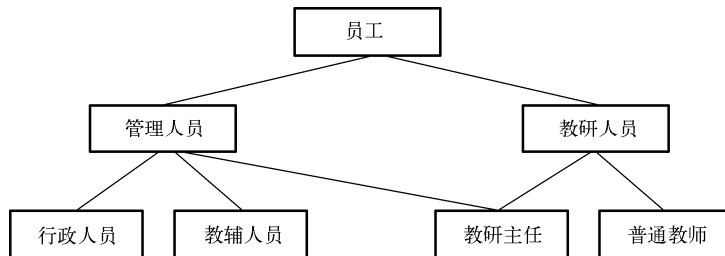 员工
管理人员
教研人员
行政人员
教辅人员
教研主任
普通教师